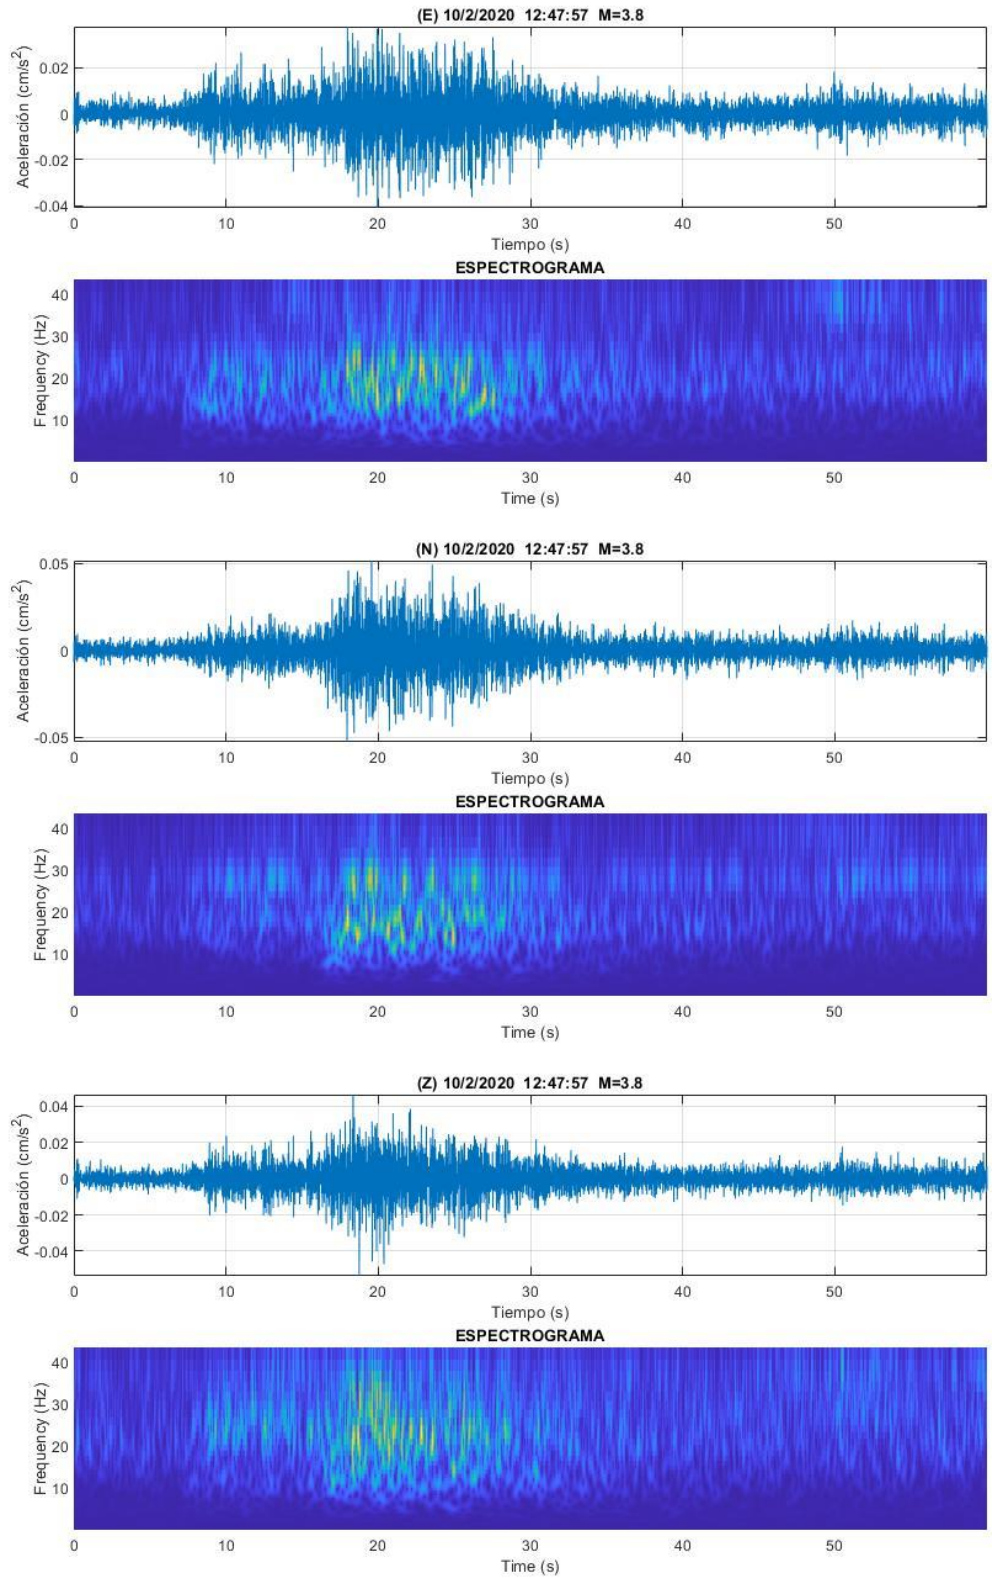 (E) 10/2/2020 12:47:57 M=3.8
Aceleración (cm/s²)
0.02
0
-0.02
-0.04
0 10 20 30 40 50
Tiempo (s)
ESPECTROGRAMA
Frequency (Hz)
40
30
20
10
0 10 20 30 40 50
Time (s)
(N) 10/2/2020 12:47:57 M=3.8
Aceleración (cm/s²)
0.05
0
-0.05
0 10 20 30 40 50
Tiempo (s)
ESPECTROGRAMA
Frequency (Hz)
40
30
20
10
0 10 20 30 40 50
Time (s)
(Z) 10/2/2020 12:47:57 M=3.8
Aceleración (cm/s²)
0.04
0.02
0
-0.02
-0.04
0 10 20 30 40 50
Tiempo (s)
ESPECTROGRAMA
Frequency (Hz)
40
30
20
10
0 10 20 30 40 50
Time (s)